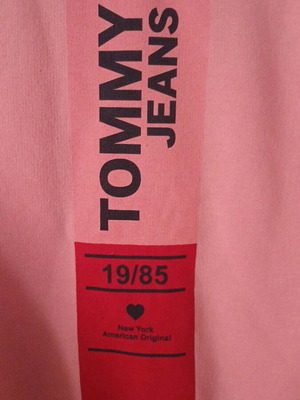 TOMMY
JEANS
19/85
New York
American Original